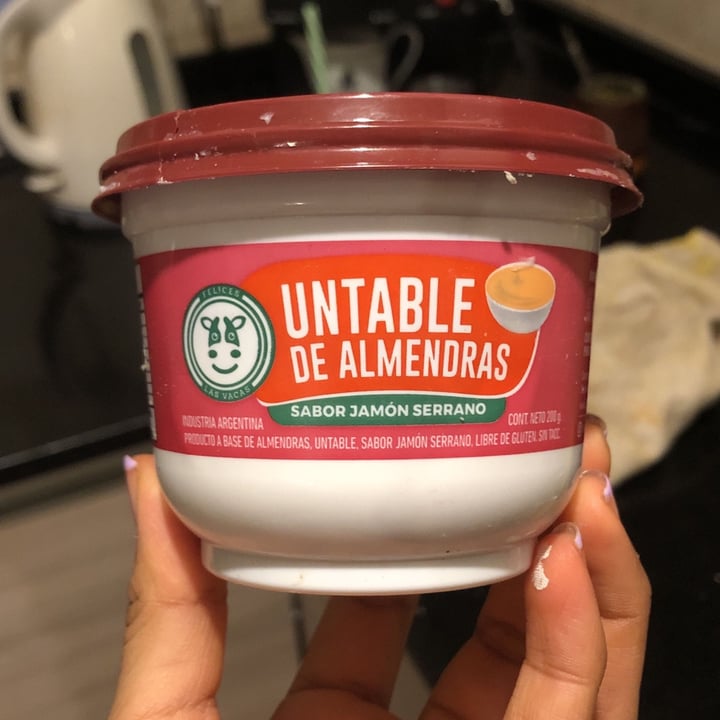 FELICES
LAS VACAS
UNTABLE
DE ALMENDRAS
SABOR JAMÓN SERRANO
INDUSTRIA ARGENTINA
CONT. NETO 200 g.
PRODUCTO A BASE DE ALMENDRAS, UNTABLE, SABOR JAMÓN SERRANO, LIBRE DE GLUTEN. SIN TACC.